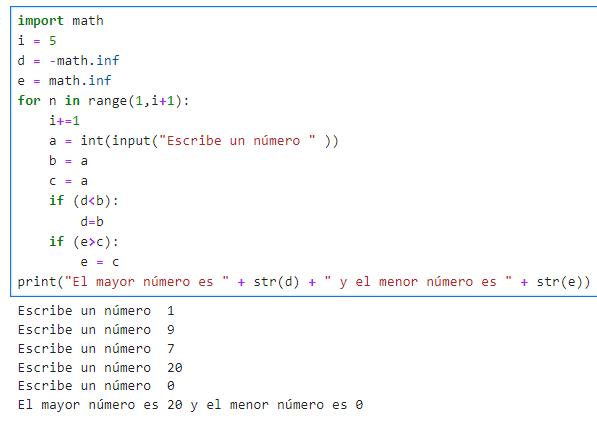 import math
i = 5
d = -math.inf
e = math.inf
for n in range(1,i+1):
    i+=1
    a = int(input("Escribe un número " ))
    b = a
    c = a
    if (d<b):
        d=b
    if (e>c):
        e = c
print("El mayor número es " + str(d) + " y el menor número es " + str(e))
Escribe un número  1
Escribe un número  9
Escribe un número  7
Escribe un número  20
Escribe un número  0
El mayor número es 20 y el menor número es 0